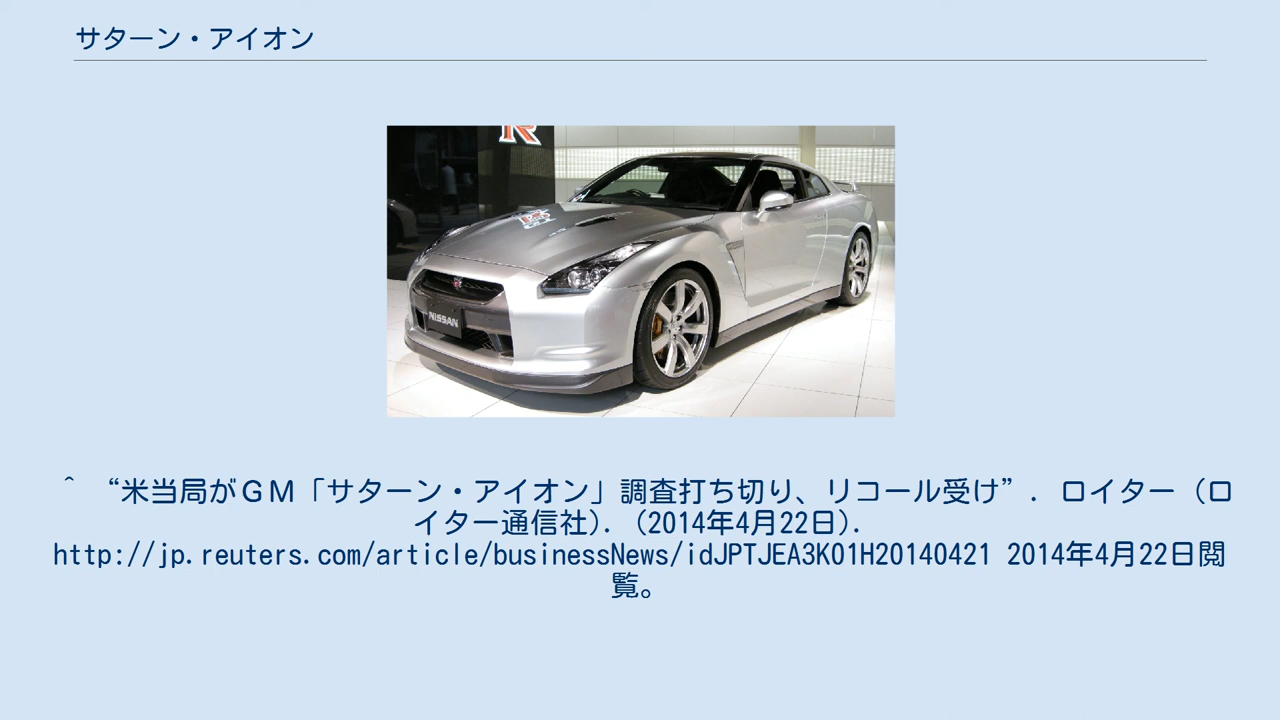 サターン・アイオン
R
NISSAN
^ “米当局がＧＭ「サターン・アイオン」調査打ち切り、リコール受け”. ロイター（ロ
イター通信社）. （2014年4月22日）.
http://jp.reuters.com/article/businessNews/idJPTJEA3K01H20140421 2014年4月22日閲
覧。